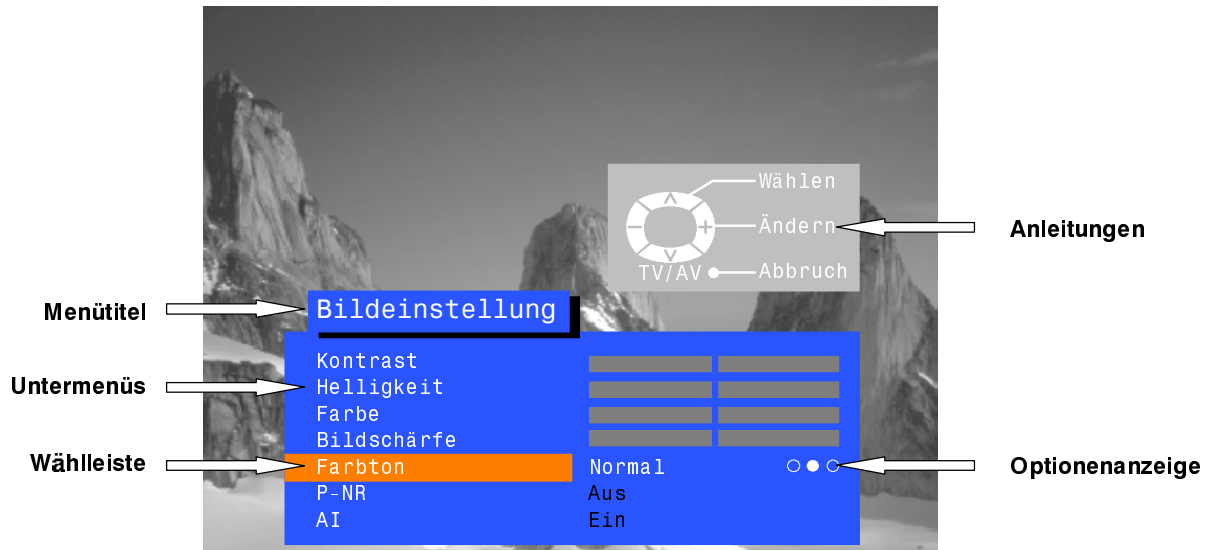 Wählen
Ändern
TV/AV Abbruch
Anleitungen
Menütitel
Bildeinstellung
Kontrast
Untermenüs
Helligkeit
Farbe
Bildschärfe
Wählleiste
Farbton Normal
Optionenanzeige
P-NR Aus
AI Ein